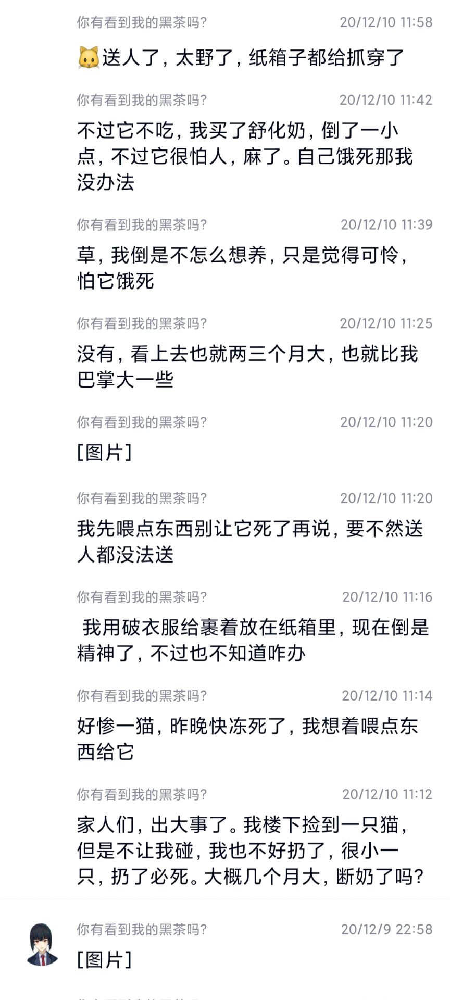 你有看到我的黑茶吗? 20/12/10 11:58
🐱送人了, 太野了, 纸箱子都给抓穿了
你有看到我的黑茶吗? 20/12/10 11:42
不过它不吃, 我买了舒化奶, 倒了一小
点, 不过它很怕人, 麻了。自己饿死那我
没办法
你有看到我的黑茶吗? 20/12/10 11:39
草, 我倒是不怎么想养, 只是觉得可怜,
怕它饿死
你有看到我的黑茶吗? 20/12/10 11:25
没有, 看上去也就两三个月大, 也就比我
巴掌大一些
你有看到我的黑茶吗? 20/12/10 11:20
[图片]
你有看到我的黑茶吗? 20/12/10 11:20
我先喂点东西别让它死了再说, 要不然送
人都没法送
你有看到我的黑茶吗? 20/12/10 11:16
我用破衣服给裹着放在纸箱里, 现在倒是
精神了, 不过也不知道咋办
你有看到我的黑茶吗? 20/12/10 11:14
好惨一猫, 昨晚快冻死了, 我想着喂点东
西给它
你有看到我的黑茶吗? 20/12/10 11:12
家人们, 出大事了。我楼下捡到一只猫,
但是不让我碰, 我也不好扔了, 很小一
只, 扔了必死。大概几个月大, 断奶了吗?
你有看到我的黑茶吗? 20/12/9 22:58
[图片]